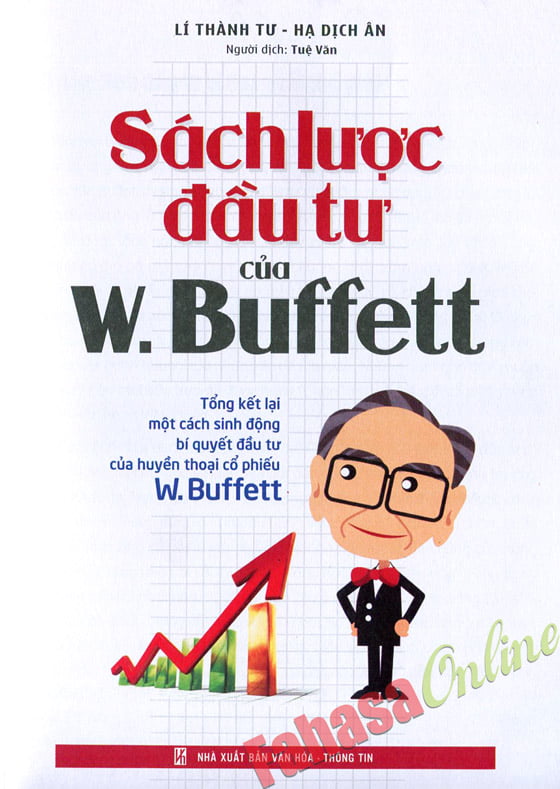 LÍ THÀNH TƯ - HẠ DỊCH ÂN
Người dịch: Tuệ Văn
Sách lược
đầu tư
của
W. Buffett
Tổng kết lại
một cách sinh động
bí quyết đầu tư
của huyền thoại cổ phiếu
W. Buffett
NHÀ XUẤT BẢN VĂN HÓA - THÔNG TIN
Fahasa Online